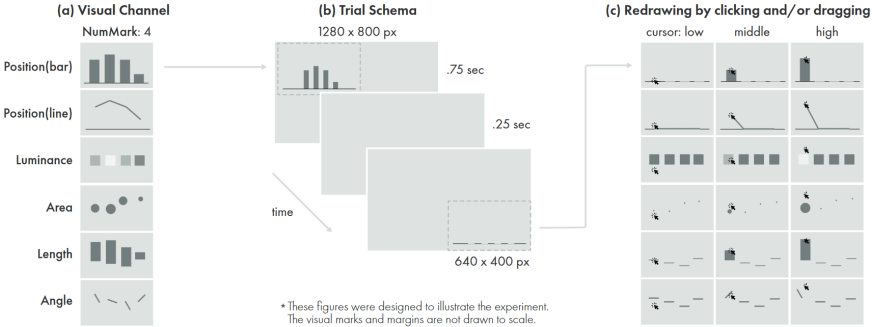 (a) Visual Channel
NumMark: 4
Position(bar)
Position(line)
Luminance
Area
Length
Angle
(b) Trial Schema
1280 x 800 px
.75 sec
.25 sec
time
640 x 400 px
* These figures were designed to illustrate the experiment.
The visual marks and margins are not drawn to scale.
(c) Redrawing by clicking and/or dragging
cursor: low middle high